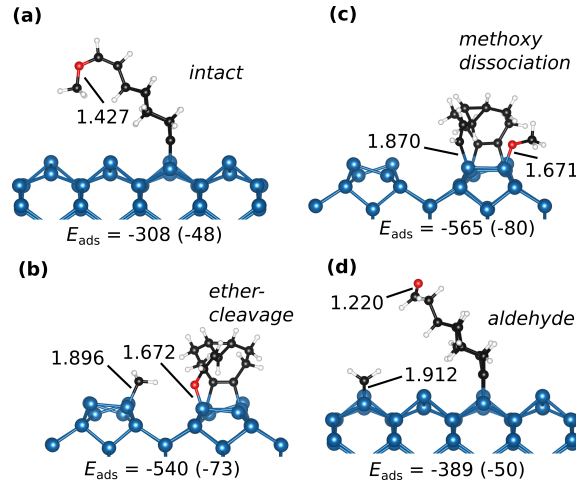 (a)
intact
1.427
E_ads = -308 (-48)
(b)
ether-
cleavage
1.896
1.672
E_ads = -540 (-73)
(c)
methoxy
dissociation
1.870
1.671
E_ads = -565 (-80)
(d)
1.220
aldehyde
1.912
E_ads = -389 (-50)